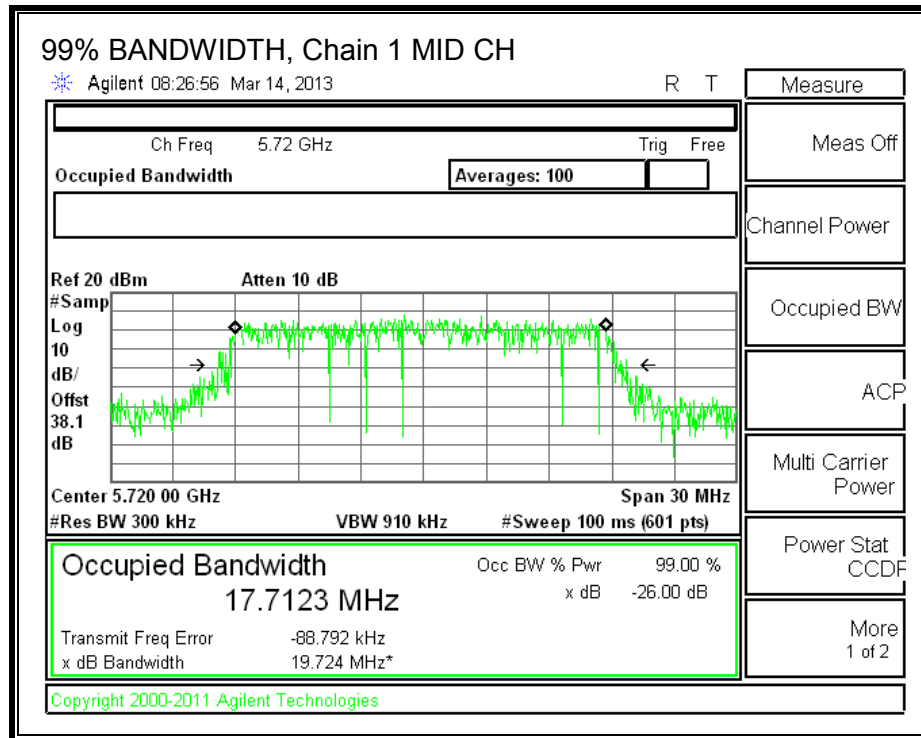 99% BANDWIDTH, Chain 1 MID CH
Agilent 08:26:56 Mar 14, 2013 R T
Measure
Ch Freq 5.72 GHz Trig Free
Occupied Bandwidth Averages: 100
Ref 20 dBm Atten 10 dB
#Samp
Log
10
dB/
Offst
38.1
dB
Center 5.720 00 GHz Span 30 MHz
#Res BW 300 kHz VBW 910 kHz #Sweep 100 ms (601 pts)
Occupied Bandwidth Occ BW % Pwr 99.00 %
17.7123 MHz x dB -26.00 dB
Transmit Freq Error -88.792 kHz
x dB Bandwidth 19.724 MHz*
Meas Off
Channel Power
Occupied BW
ACP
Multi Carrier
Power
Power Stat
CCDF
More
1 of 2
Copyright 2000-2011 Agilent Technologies